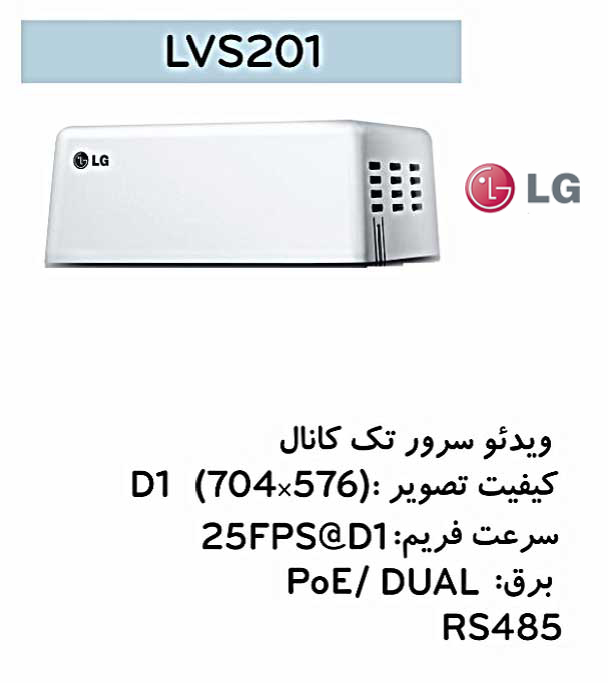 LVS201
LG
LG
ویدئو سرور تک کانال
کیفیت تصویر :D1 (704×576)
سرعت فریم:25FPS@D1
برق: PoE/ DUAL
RS485